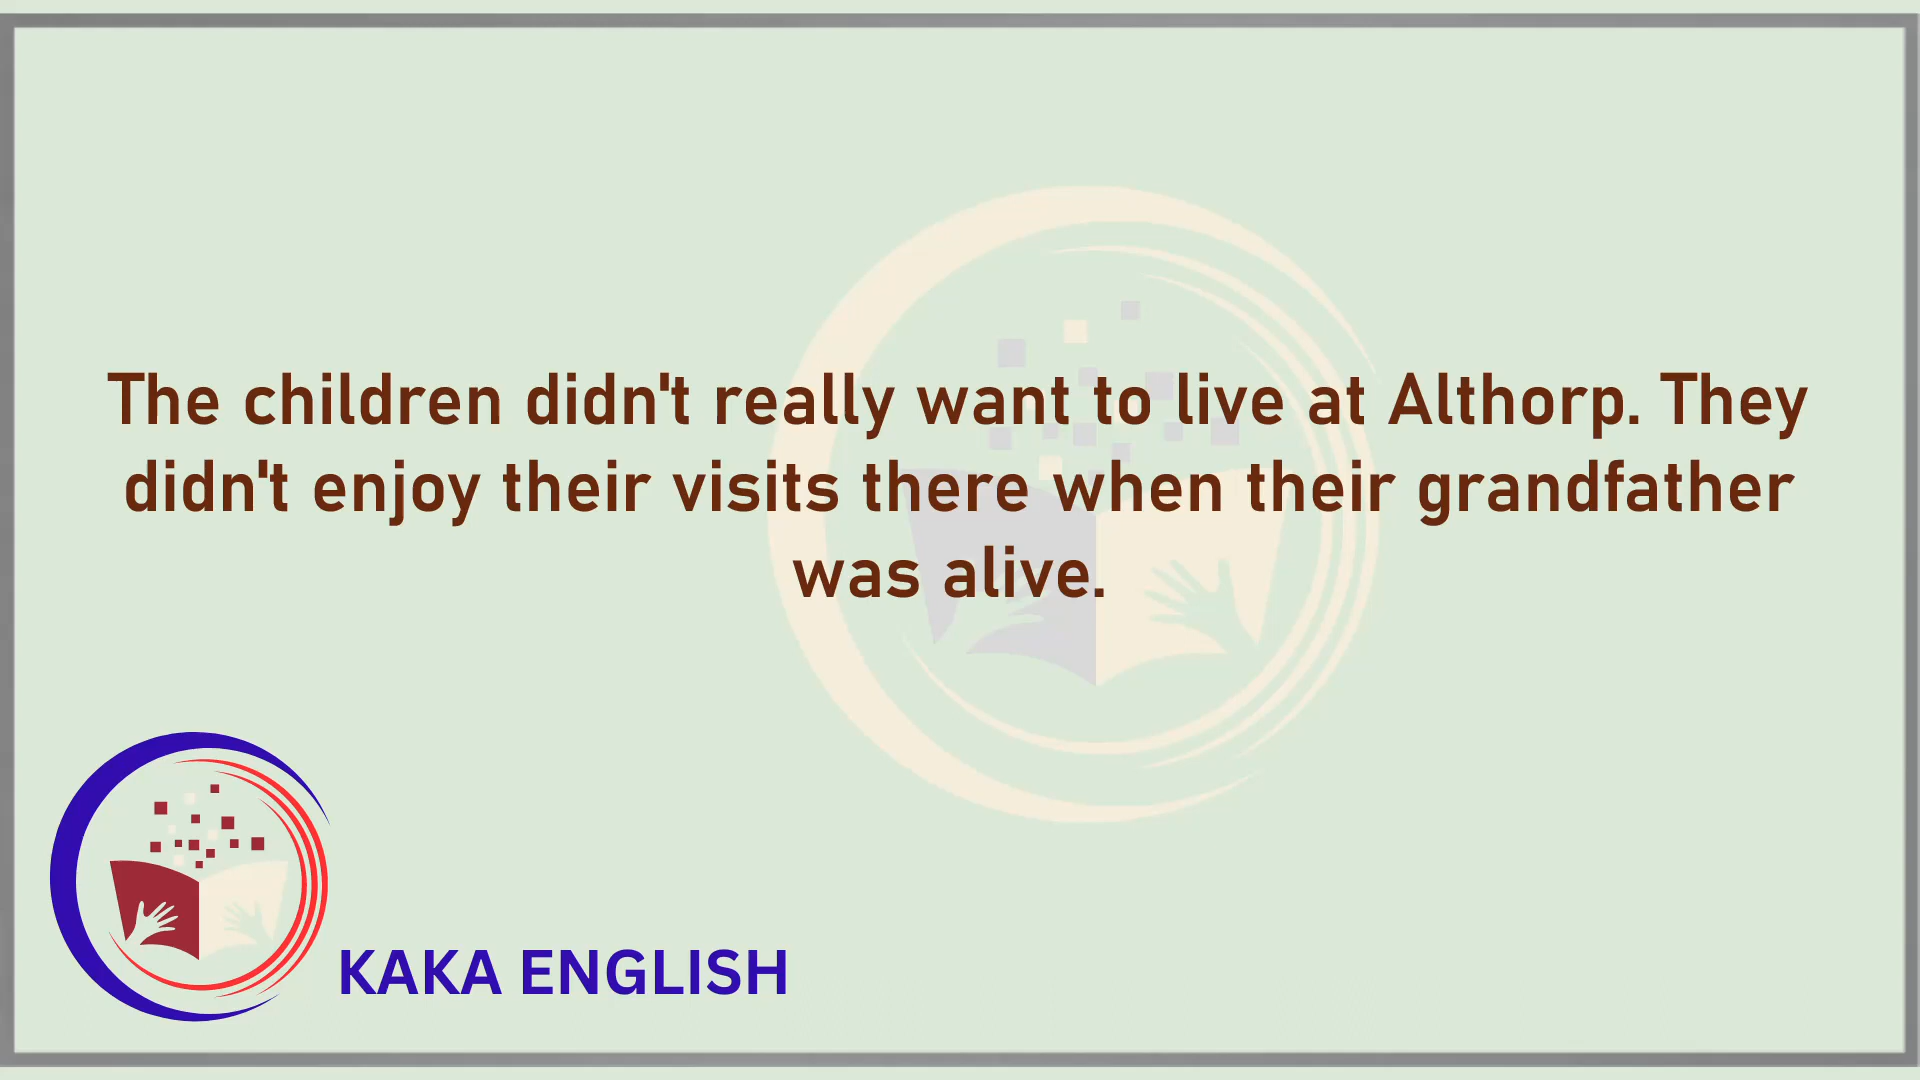 The children didn't really want to live at Althorp. They
didn't enjoy their visits there when their grandfather
was alive.
KAKA ENGLISH